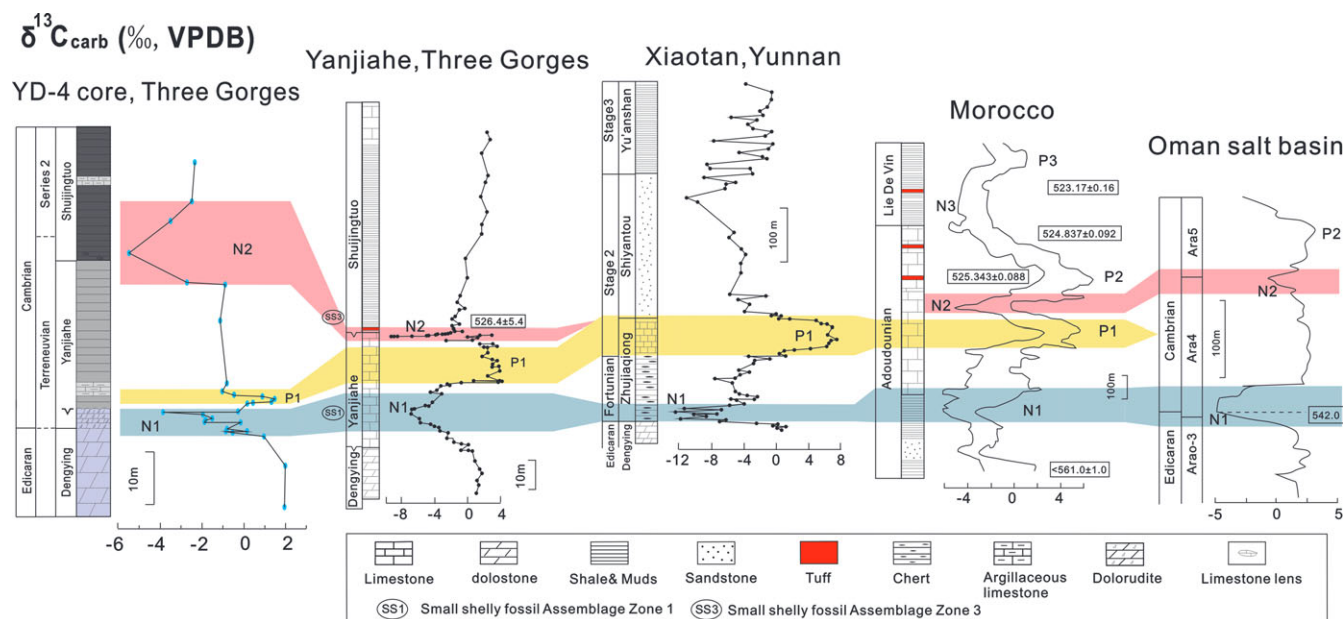 δ13Ccarb (‰, VPDB)
YD-4 core, Three Gorges
Yanjiahe, Three Gorges
Xiaotan, Yunnan
Morocco
Oman salt basin
Cambrian
Edicaran
Series 2
Terreneuvian
Shuijingtuo
Yanjiahe
Dengying
N2
P1
N1
10m
-6 -4 -2 0 2
Shuijingtuo
Yanjiahe
Dengying
SS3
SS1
N2
526.4±5.4
P1
N1
10m
-8 -4 0 4
Stage3
Stage 2
Fortunian
Edicaran
Yu'anshan
Shiyantou
Zhujiaqiong
Dengying
100 m
P1
N1
-12 -8 -4 0 4 8
Lie De Vin
Adoudounian
P3
523.17±0.16
N3
524.837±0.092
525.343±0.088
P2
N2
P1
100m
N1
<561.0±1.0
-6 -4 0 2 6
Cambrian
Edicaran
Ara5
Ara4
Arao-3
P2
N2
100m
N1
542.0
-5 0 5
Limestone
dolostone
Shale& Muds
Sandstone
Tuff
Chert
Argillaceous
limestone
Dolorudite
Limestone lens
SS1 Small shelly fossil Assemblage Zone 1
SS3 Small shelly fossil Assemblage Zone 3